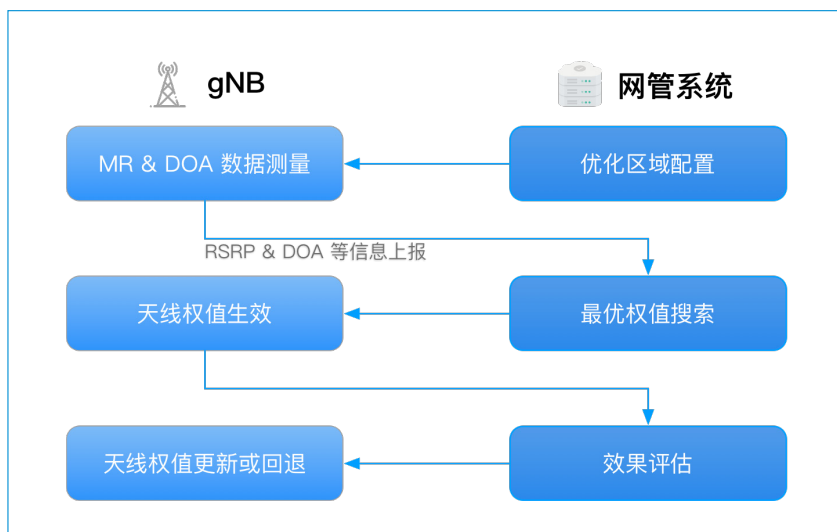 gNB
网管系统
MR & DOA 数据测量
优化区域配置
RSRP & DOA 等信息上报
天线权值生效
最优权值搜索
天线权值更新或回退
效果评估